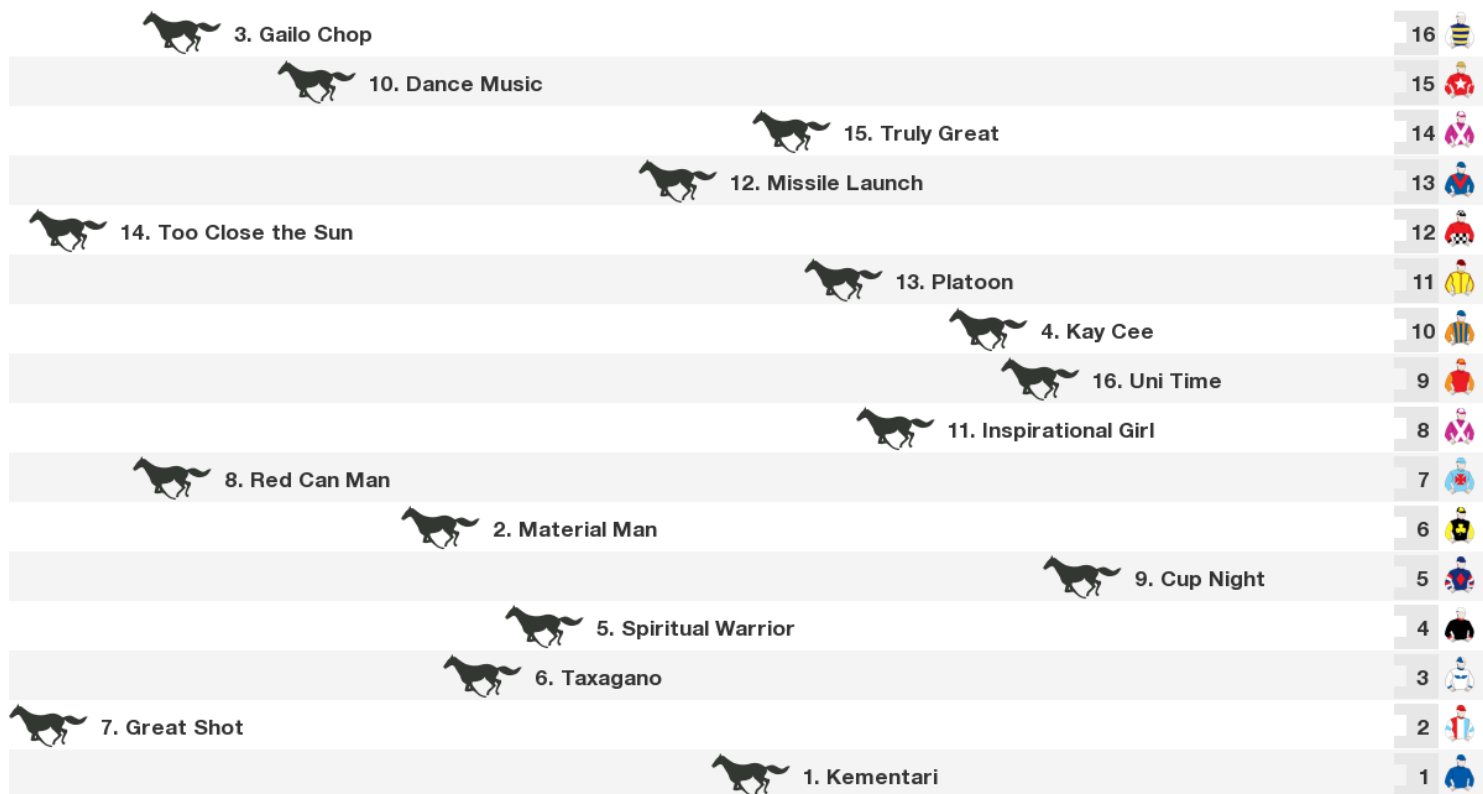 3. Gailo Chop 16
10. Dance Music 15
15. Truly Great 14
12. Missile Launch 13
14. Too Close the Sun 12
13. Platoon 11
4. Kay Cee 10
16. Uni Time 9
11. Inspirational Girl 8
8. Red Can Man 7
2. Material Man 6
9. Cup Night 5
5. Spiritual Warrior 4
6. Taxagano 3
7. Great Shot 2
1. Kementari 1